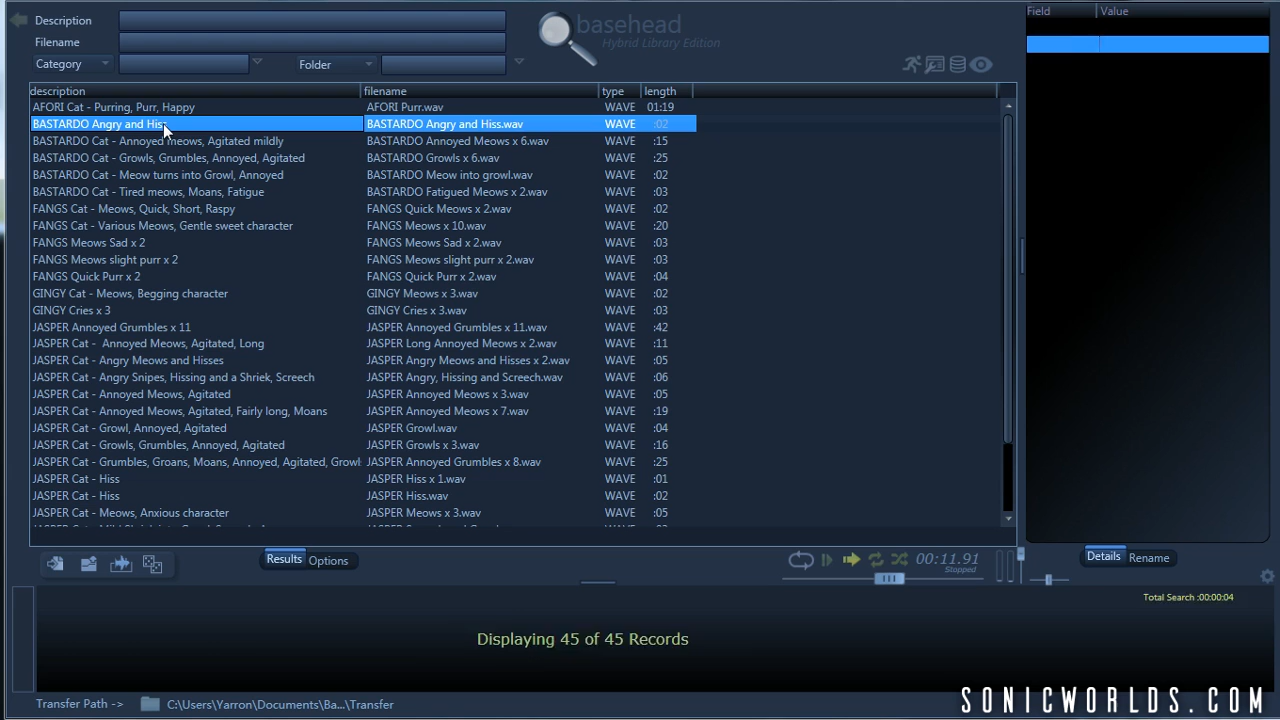 Description
Filename
Category
Folder
basehead
Hybrid Library Edition
Field Value
description filename type length
AFORI Cat - Purring, Purr, Happy AFORI Purr.wav WAVE 01:19
BASTARDO Angry and Hiss BASTARDO Angry and Hiss.wav WAVE :02
BASTARDO Cat - Annoyed meows, Agitated mildly BASTARDO Annoyed Meows x 6.wav WAVE :15
BASTARDO Cat - Growls, Grumbles, Annoyed, Agitated BASTARDO Growls x 6.wav WAVE :25
BASTARDO Cat - Meow turns into Growl, Annoyed BASTARDO Meow into growl.wav WAVE :02
BASTARDO Cat - Tired meows, Moans, Fatigue BASTARDO Fatigued Meows x 2.wav WAVE :03
FANGS Cat - Meows, Quick, Short, Raspy FANGS Quick Meows x 2.wav WAVE :02
FANGS Cat - Various Meows, Gentle sweet character FANGS Meows x 10.wav WAVE :20
FANGS Meows Sad x 2 FANGS Meows Sad x 2.wav WAVE :03
FANGS Meows slight purr x 2 FANGS Meows slight purr x 2.wav WAVE :03
FANGS Quick Purr x 2 FANGS Quick Purr x 2.wav WAVE :04
GINGY Cat - Meows, Begging character GINGY Meows x 3.wav WAVE :02
GINGY Cries x 3 GINGY Cries x 3.wav WAVE :03
JASPER Annoyed Grumbles x 11 JASPER Annoyed Grumbles x 11.wav WAVE :42
JASPER Cat - Annoyed Meows, Agitated, Long JASPER Long Annoyed Meows x 2.wav WAVE :11
JASPER Cat - Angry Meows and Hisses JASPER Angry Meows and Hisses x 2.wav WAVE :05
JASPER Cat - Angry Snipes, Hissing and a Shriek, Screech JASPER Angry, Hissing and Screech.wav WAVE :06
JASPER Cat - Annoyed Meows, Agitated JASPER Annoyed Meows x 3.wav WAVE :05
JASPER Cat - Annoyed Meows, Agitated, Fairly long, Moans JASPER Annoyed Meows x 7.wav WAVE :19
JASPER Cat - Growl, Annoyed, Agitated JASPER Growl.wav WAVE :04
JASPER Cat - Growls, Grumbles, Annoyed, Agitated JASPER Growls x 3.wav WAVE :16
JASPER Cat - Grumbles, Groans, Moans, Annoyed, Agitated, Growl JASPER Annoyed Grumbles x 8.wav WAVE :25
JASPER Cat - Hiss JASPER Hiss x 1.wav WAVE :01
JASPER Cat - Hiss JASPER Hiss.wav WAVE :02
JASPER Cat - Meows, Anxious character JASPER Meows x 3.wav WAVE :05
Results Options
00:11.91
Stopped
Details Rename
Total Search :00:00:04
Displaying 45 of 45 Records
Transfer Path -> C:\Users\Yarron\Documents\Ba...\Transfer
SONICWORLDS.COM